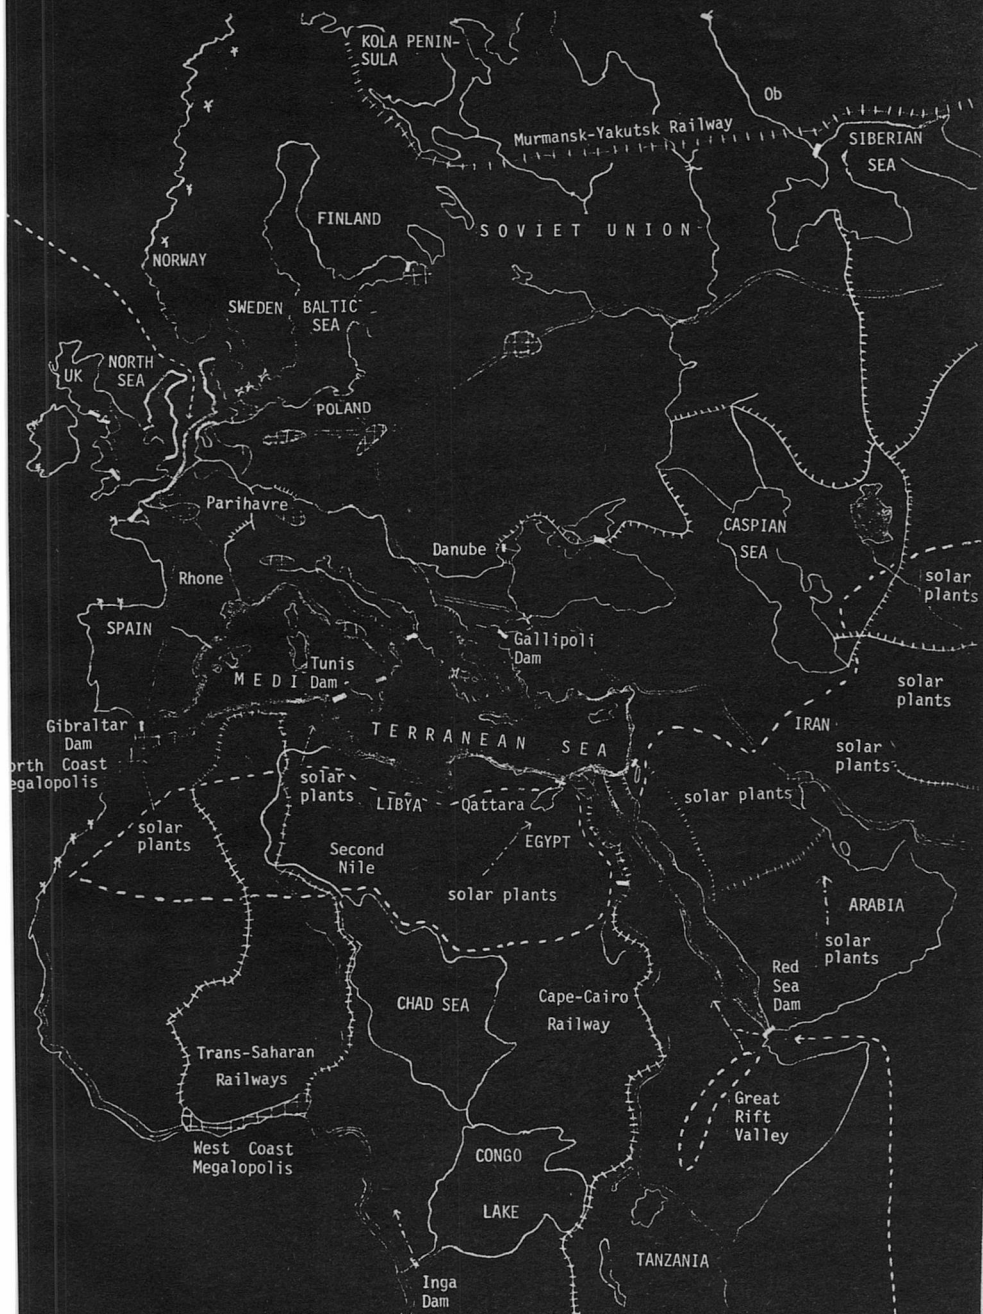 KOLA PENIN-
SULA
Ob
Murmansk-Yakutsk Railway
SIBERIAN
SEA
FINLAND
SOVIET UNION
NORWAY
SWEDEN
BALTIC
SEA
UK
NORTH
SEA
POLAND
Parihavre
CASPIAN
SEA
Danube
Rhone
solar
plants
SPAIN
Gallipoli
Dam
Tunis
Dam
solar
plants
MEDI
TERRANEAN SEA
Gibraltar
Dam
IRAN
orth Coast
egalopolis
solar
plants
solar
plants
LIBYA
Qattara
solar plants
solar
plants
EGYPT
Second
Nile
solar plants
ARABIA
solar
plants
Red
Sea
Dam
CHAD SEA
Cape-Cairo
Railway
Trans-Saharan
Railways
Great
Rift
Valley
West Coast
Megalopolis
CONGO
LAKE
TANZANIA
Inga
Dam